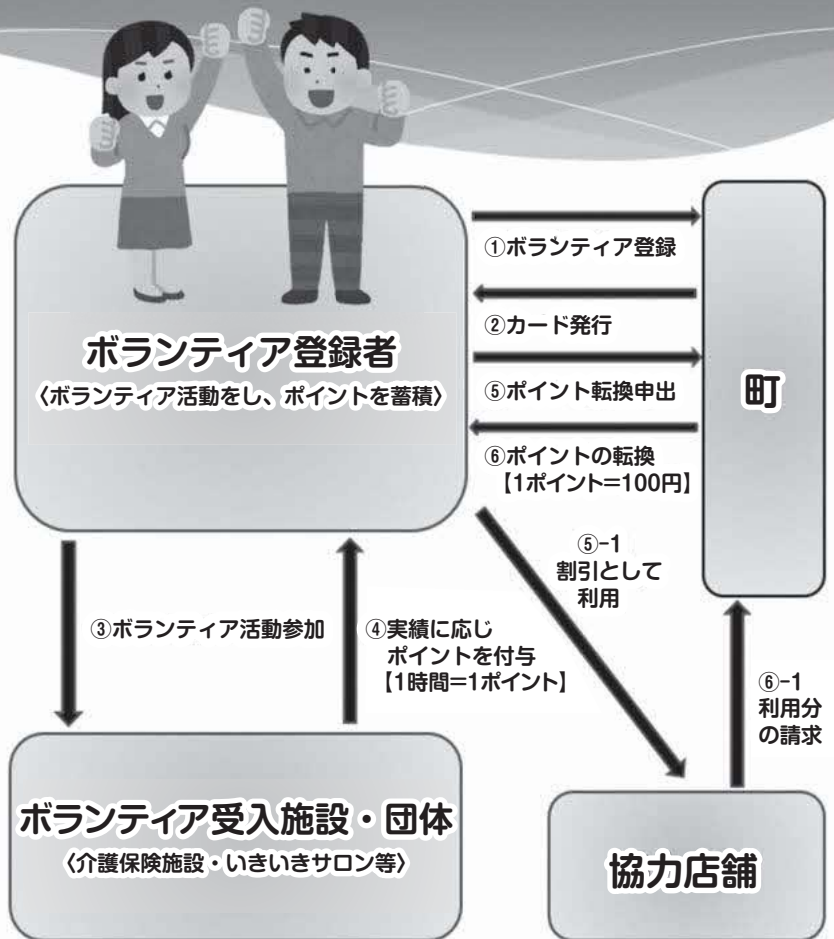 ①ボランティア登録
②カード発行
ボランティア登録者
〈ボランティア活動をし、ポイントを蓄積〉
⑤ポイント転換申出
町
⑥ポイントの転換
【1ポイント=100円】
⑤-1
割引として
利用
③ボランティア活動参加
④実績に応じ
ポイントを付与
【1時間=1ポイント】
⑥-1
利用分
の請求
ボランティア受入施設・団体
〈介護保険施設・いきいきサロン等〉
協力店舗